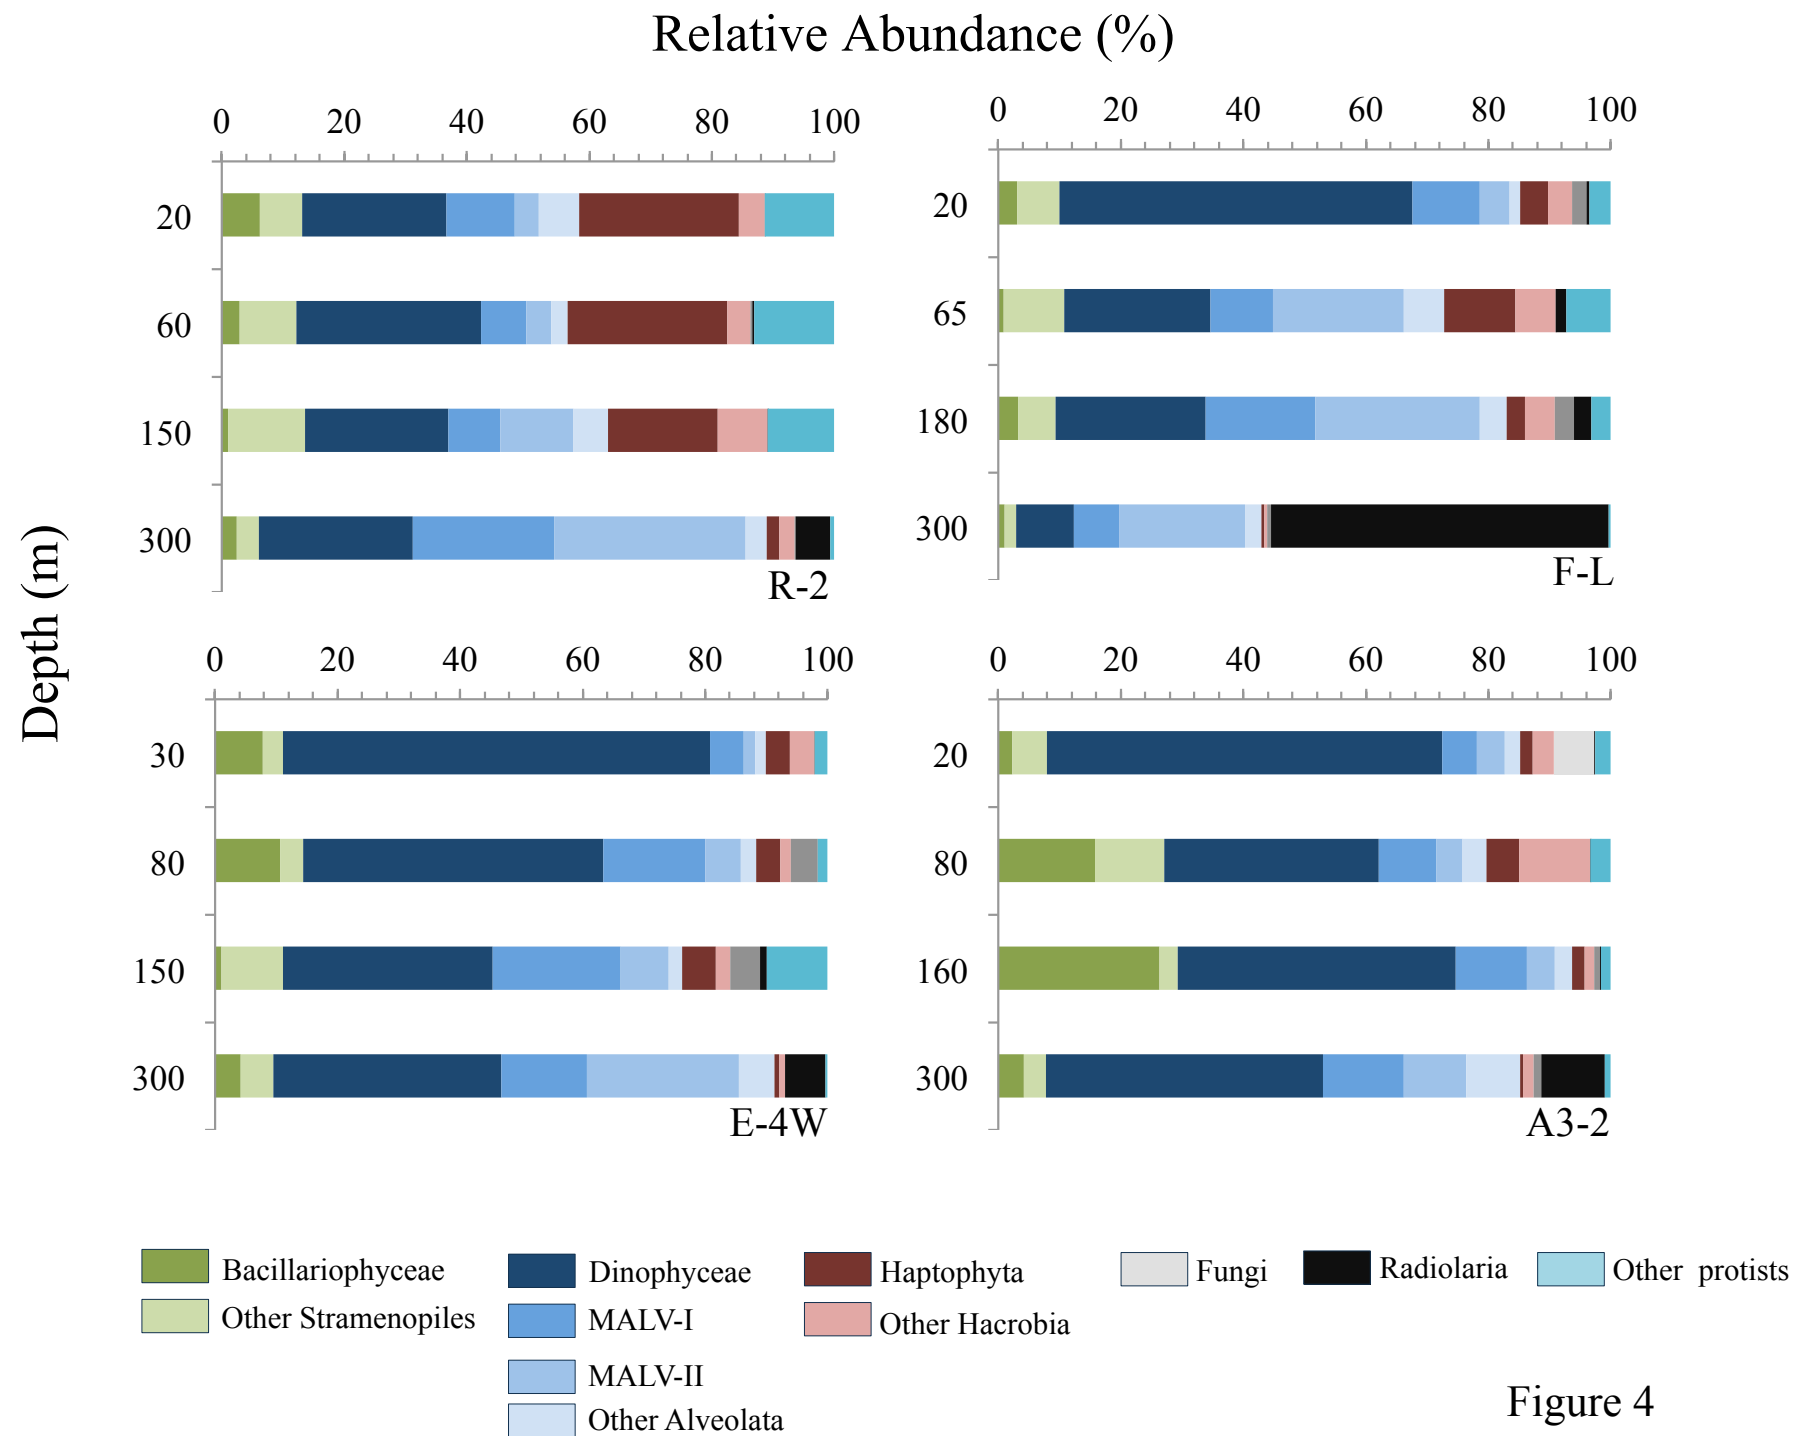 Relative Abundance (%)
0 20 40 60 80 100
0 20 40 60 80 100
20
60
150
300
R-2
20
65
180
300
F-L
Depth (m)
0 20 40 60 80 100
0 20 40 60 80 100
30
80
150
300
E-4W
20
80
160
300
A3-2
Bacillariophyceae
Other Stramenopiles
Dinophyceae
MALV-I
MALV-II
Other Alveolata
Haptophyta
Other Hacrobia
Fungi
Radiolaria
Other protists
Figure 4